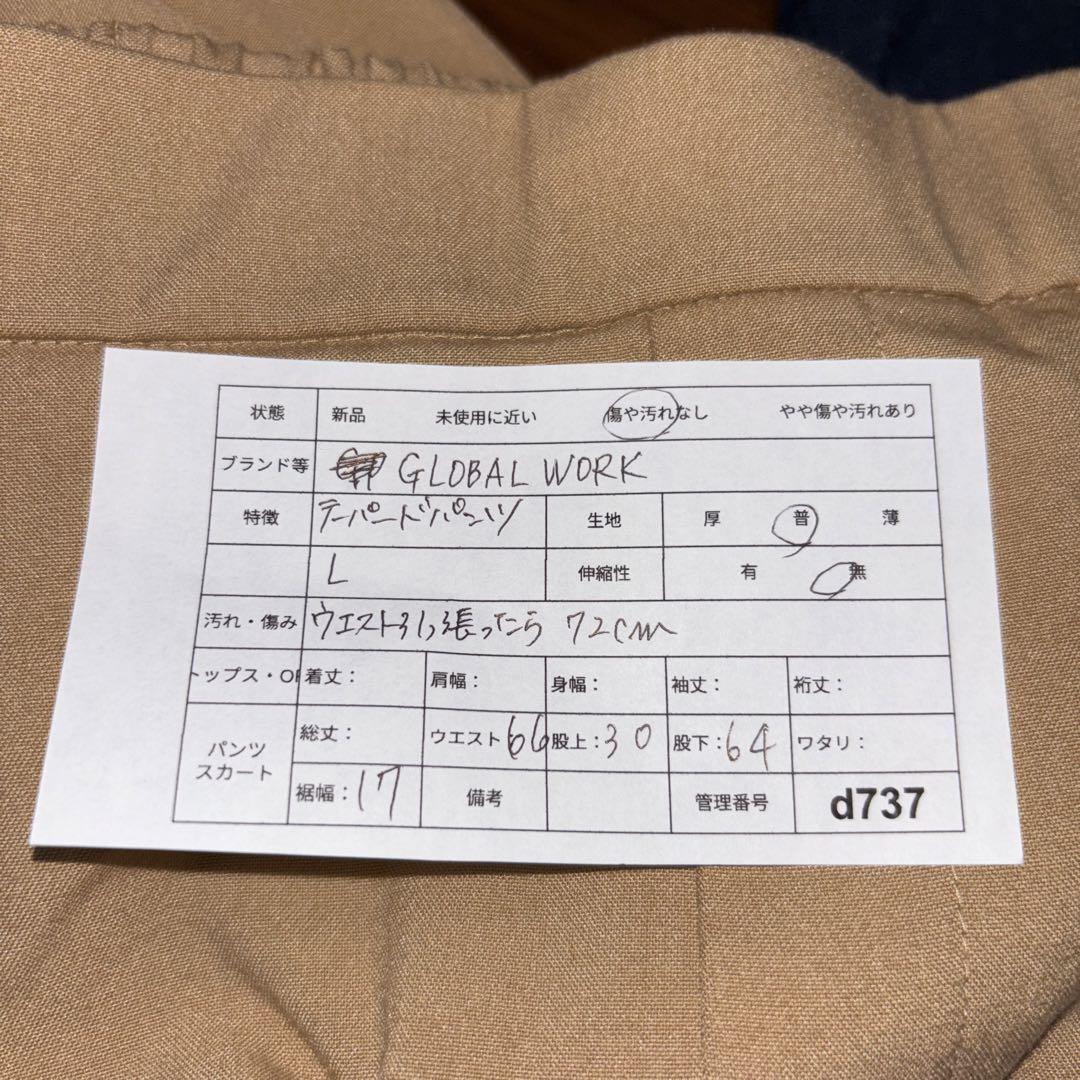 状態 新品 未使用に近い 傷や汚れなし やや傷や汚れあり
ブランド等 GLOBAL WORK
特徴 テーパードパンツ 生地 厚 普 薄
L 伸縮性 有 無
汚れ・傷み ウエスト引っ張ったら 72cm
トップス・OP 着丈： 肩幅： 身幅： 袖丈： 裄丈：
パンツ スカート 総丈： ウエスト 66 股上：30 股下：64 ワタリ：
裾幅：17 備考 管理番号 d737